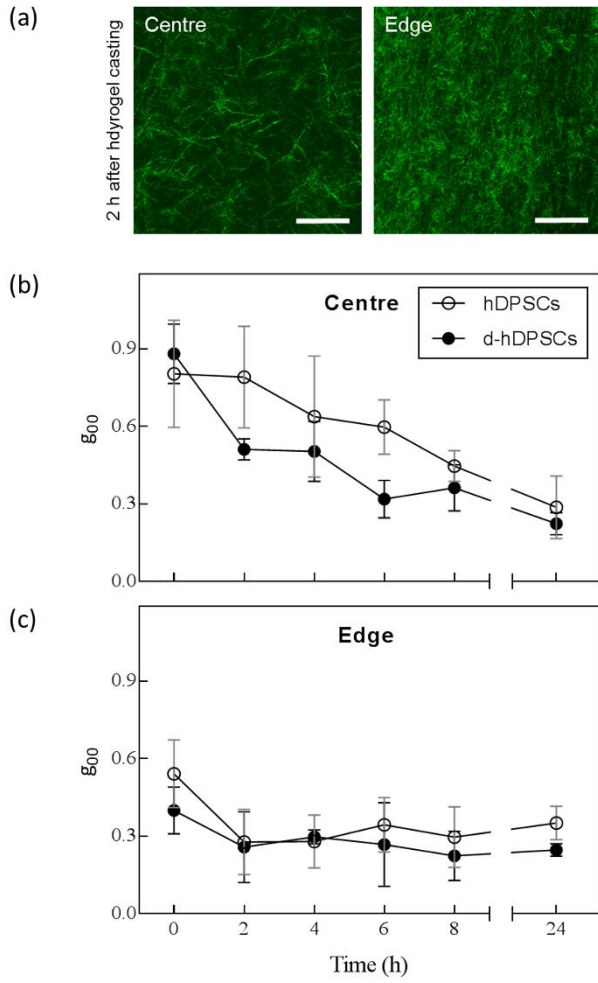 (a)
2 h after hdyrogel casting
Centre
Edge
(b)
Centre
hDPSCs
d-hDPSCs
g00
0.9
0.6
0.3
0.0
(c)
Edge
g00
0.9
0.6
0.3
0.0
0 2 4 6 8 24
Time (h)